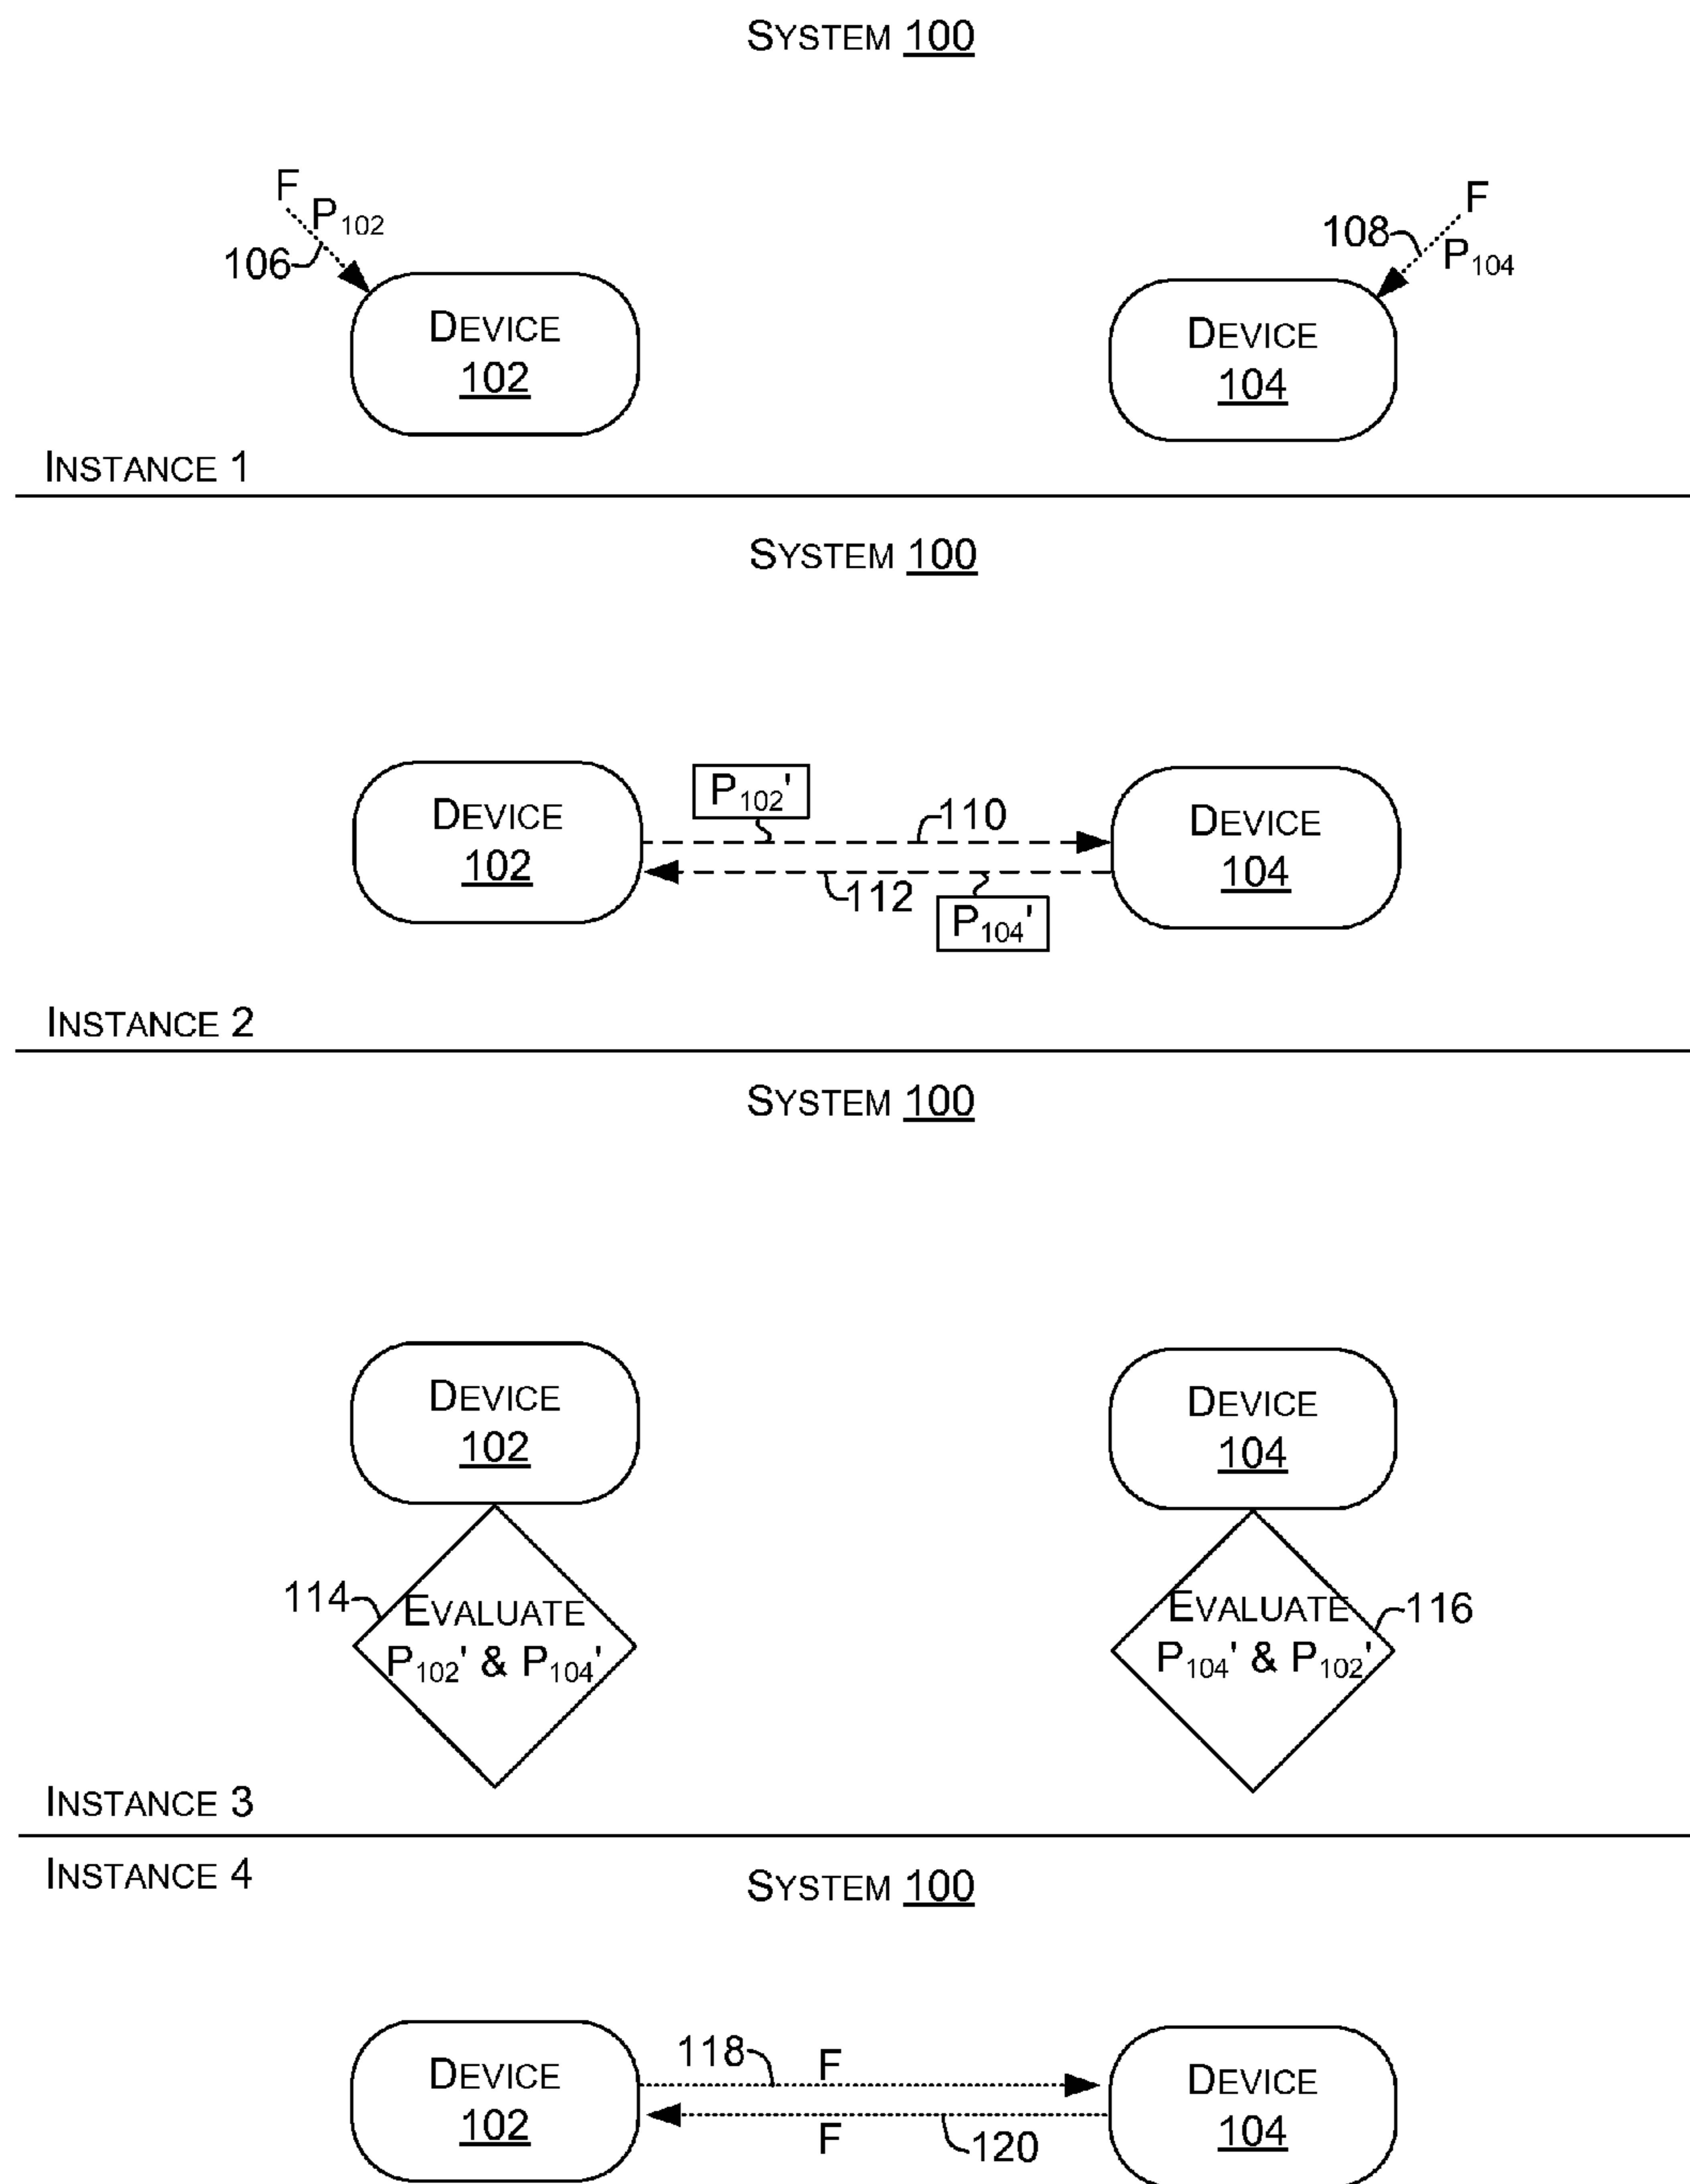 SYSTEM 100
F
P102
106
F
108
P104
DEVICE
102
DEVICE
104
INSTANCE 1
SYSTEM 100
P102'
110
DEVICE
102
DEVICE
104
112
P104'
INSTANCE 2
SYSTEM 100
DEVICE
102
DEVICE
104
114
EVALUATE
P102' & P104'
EVALUATE
P104' & P102'
116
INSTANCE 3
INSTANCE 4
SYSTEM 100
118
F
DEVICE
102
DEVICE
104
F
120